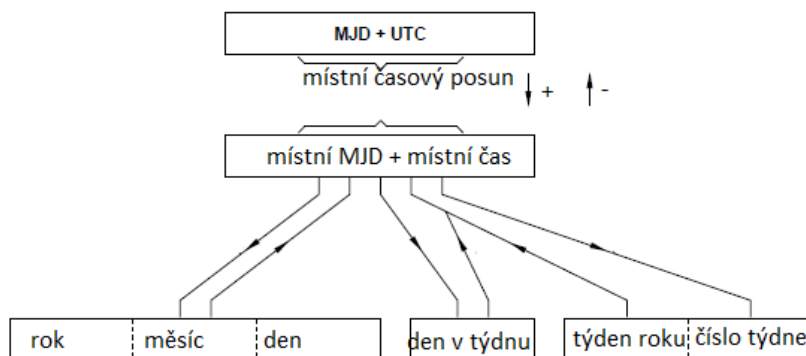 MJD + UTC
místní časový posun
+ -
místní MJD + místní čas
rok měsíc den den v týdnu týden roku číslo týdne